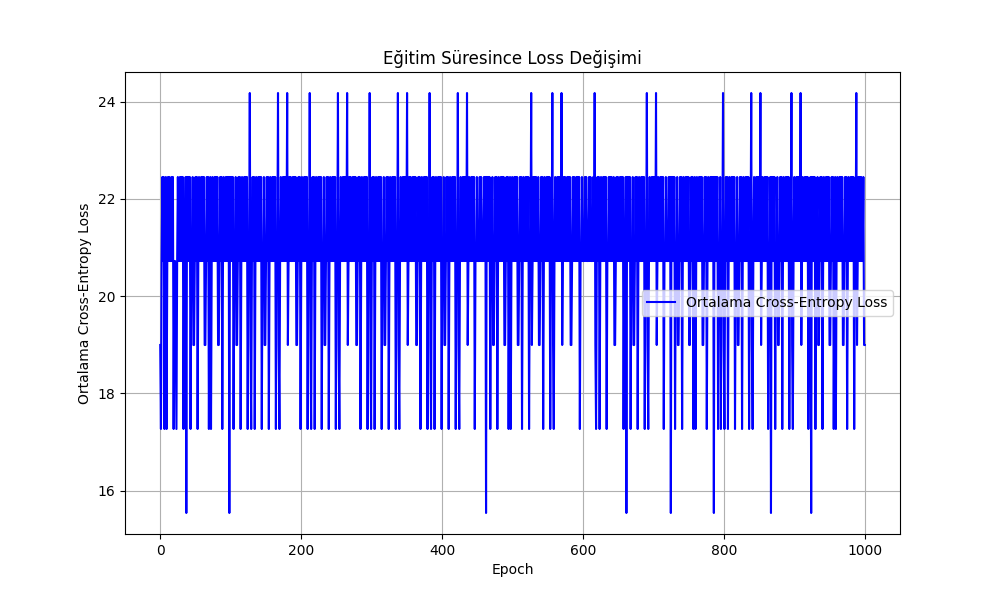 Eğitim Süresince Loss Değişimi
Ortalama Cross-Entropy Loss
24
22
20
18
16
Ortalama Cross-Entropy Loss
0
200
400
600
800
1000
Epoch